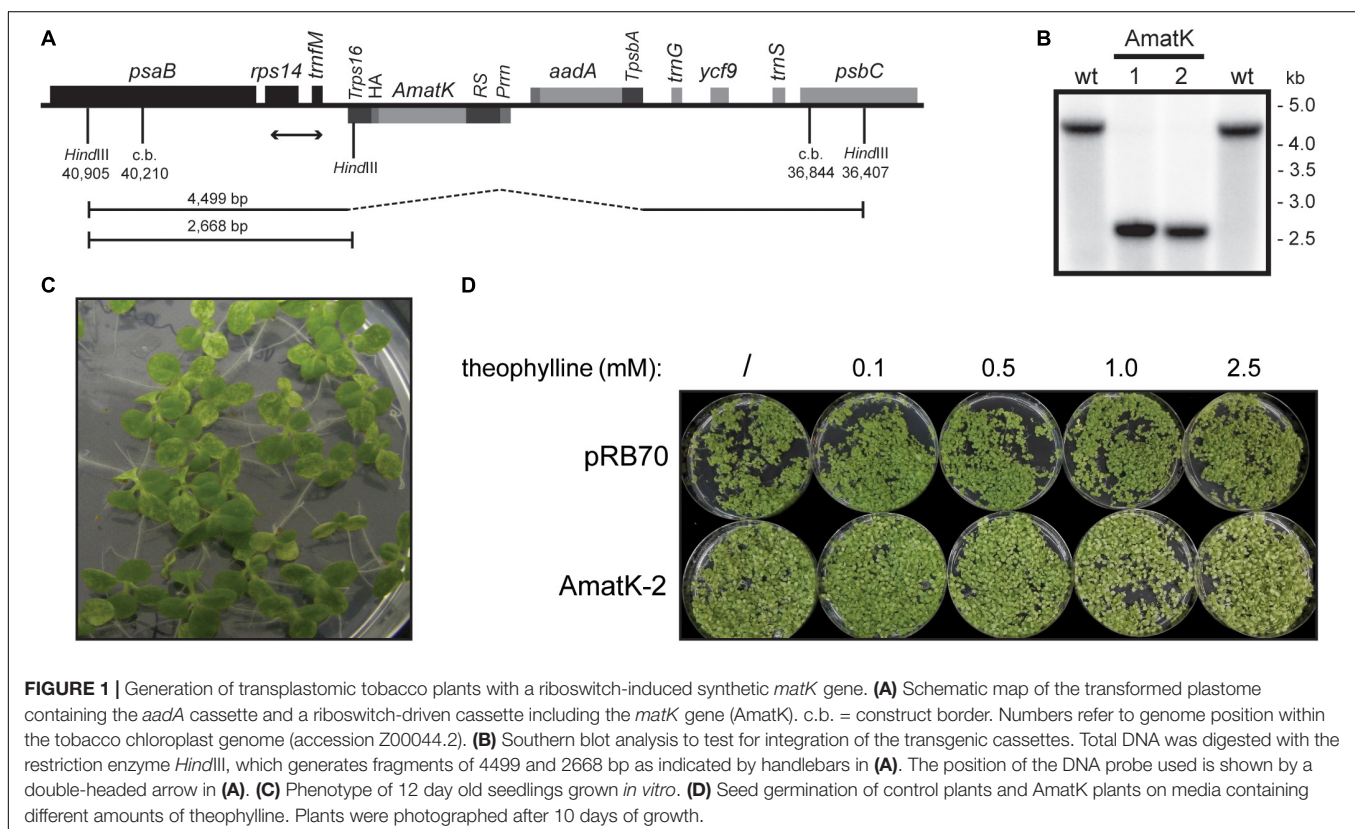 A
psaB rps14 trnfM Trps16 HA AmatK RS Prrn aadA TpsbA trnG ycf9 trnS psbC
HindIII
40,905
c.b.
40,210
HindIII
c.b.
36,844
HindIII
36,407
4,499 bp
2,668 bp
B
AmatK
wt 1 2 wt kb
- 5.0
- 4.0
- 3.5
- 3.0
- 2.5
C
D
theophylline (mM): / 0.1 0.5 1.0 2.5
pRB70
AmatK-2
FIGURE 1 | Generation of transplastomic tobacco plants with a riboswitch-induced synthetic matK gene. (A) Schematic map of the transformed plastome
containing the aadA cassette and a riboswitch-driven cassette including the matK gene (AmatK). c.b. = construct border. Numbers refer to genome position within
the tobacco chloroplast genome (accession Z00044.2). (B) Southern blot analysis to test for integration of the transgenic cassettes. Total DNA was digested with the
restriction enzyme HindIII, which generates fragments of 4499 and 2668 bp as indicated by handlebars in (A). The position of the DNA probe used is shown by a
double-headed arrow in (A). (C) Phenotype of 12 day old seedlings grown in vitro. (D) Seed germination of control plants and AmatK plants on media containing
different amounts of theophylline. Plants were photographed after 10 days of growth.